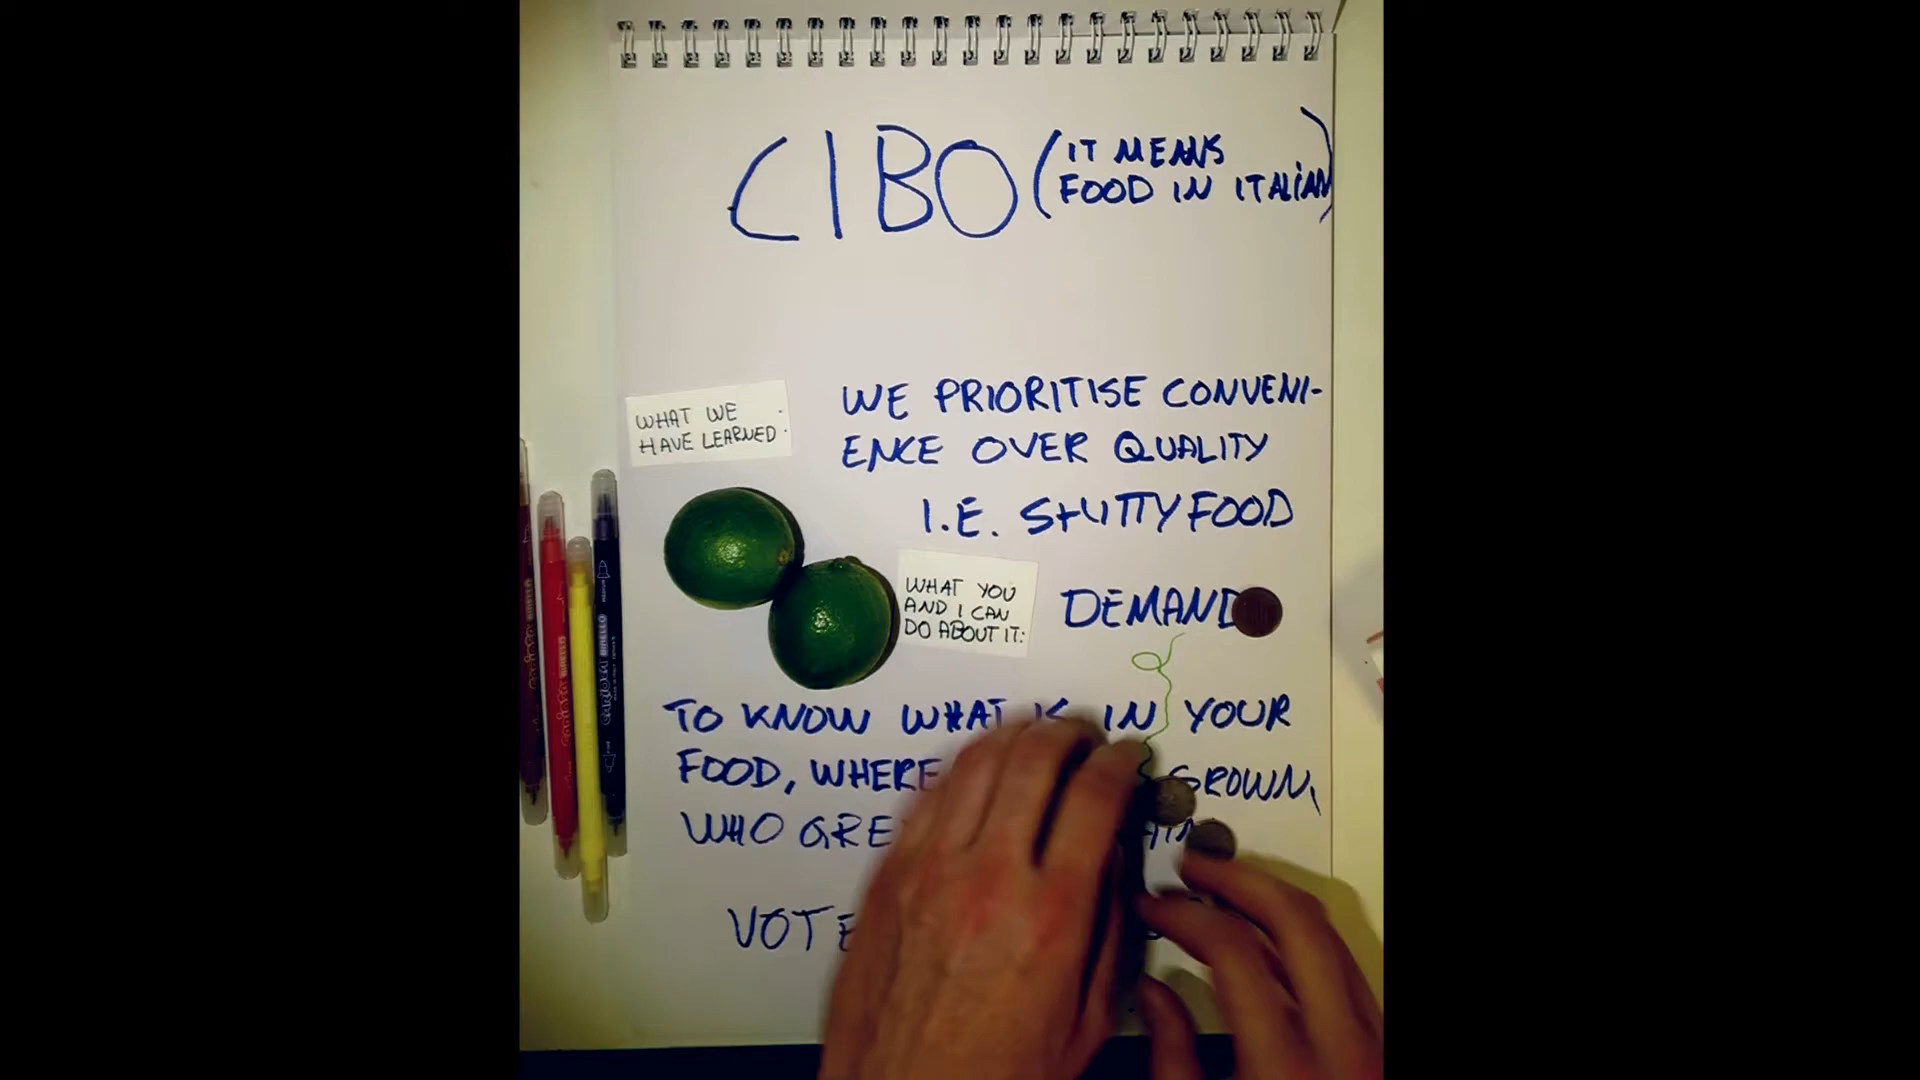 CIBO (IT MEANS
FOOD IN ITALIAN)
WHAT WE
HAVE LEARNED:
WE PRIORITISE CONVENI-
ENCE OVER QUALITY
I.E. SHITTY FOOD
WHAT YOU
AND I CAN
DO ABOUT IT:
DEMAND
TO KNOW WHAT IS IN YOUR
FOOD, WHERE GROWN,
WHO
VOTE